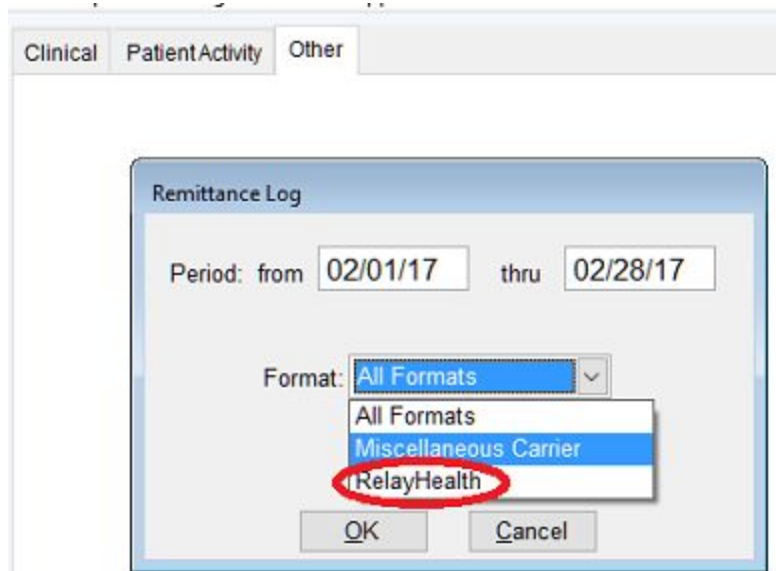 Clinical Patient Activity Other
Remittance Log
Period: from 02/01/17 thru 02/28/17
Format: All Formats
All Formats
Miscellaneous Carrier
RelayHealth
OK Cancel